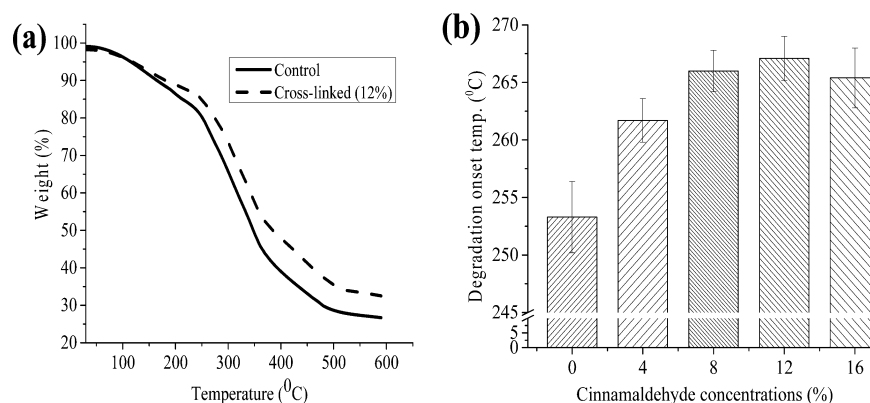 (a)
100
90
80
70
60
50
40
30
20
Weight (%)
Control
Cross-linked (12%)
100 200 300 400 500 600
Temperature (⁰C)
(b)
270
265
260
255
250
245
5
0
Degradation onset temp. (⁰C)
0 4 8 12 16
Cinnamaldehyde concentrations (%)